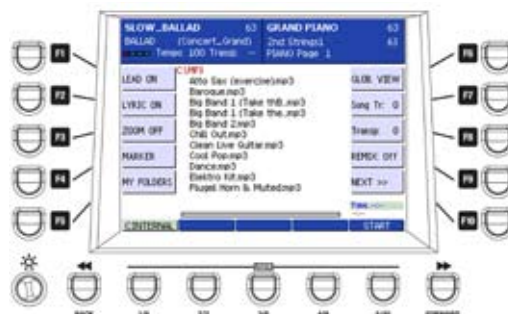 SLOW_BALLAD 63 GRAND PIANO 63
BALLAD (Concert_Grand) 2nd Strings1 63
Tempo 100 Transp -- PIANO Page 1
F1
F2
F3
F4
F5
F6
F7
F8
F9
F10
LEAD ON
LYRIC ON
ZOOM OFF
MARKER
MY FOLDERS
C:\MP3
Alto Sax (exercise)mp3
Baroque.mp3
Big Band 1 (Take thB..mp3
Big Band 1 (Take the..mp3
Big Band 2.mp3
Chill Out.mp3
Clean Live Guitar.mp3
Cool Pop.mp3
Dance.mp3
Elektro Kit.mp3
Flugel Horn & Muted.mp3
GLOB. VIEW
Song Tr: 0
Transp: 0
REMIX: OFF
NEXT >>
Time
C:INTERNAL
START
BACK
FORWARD